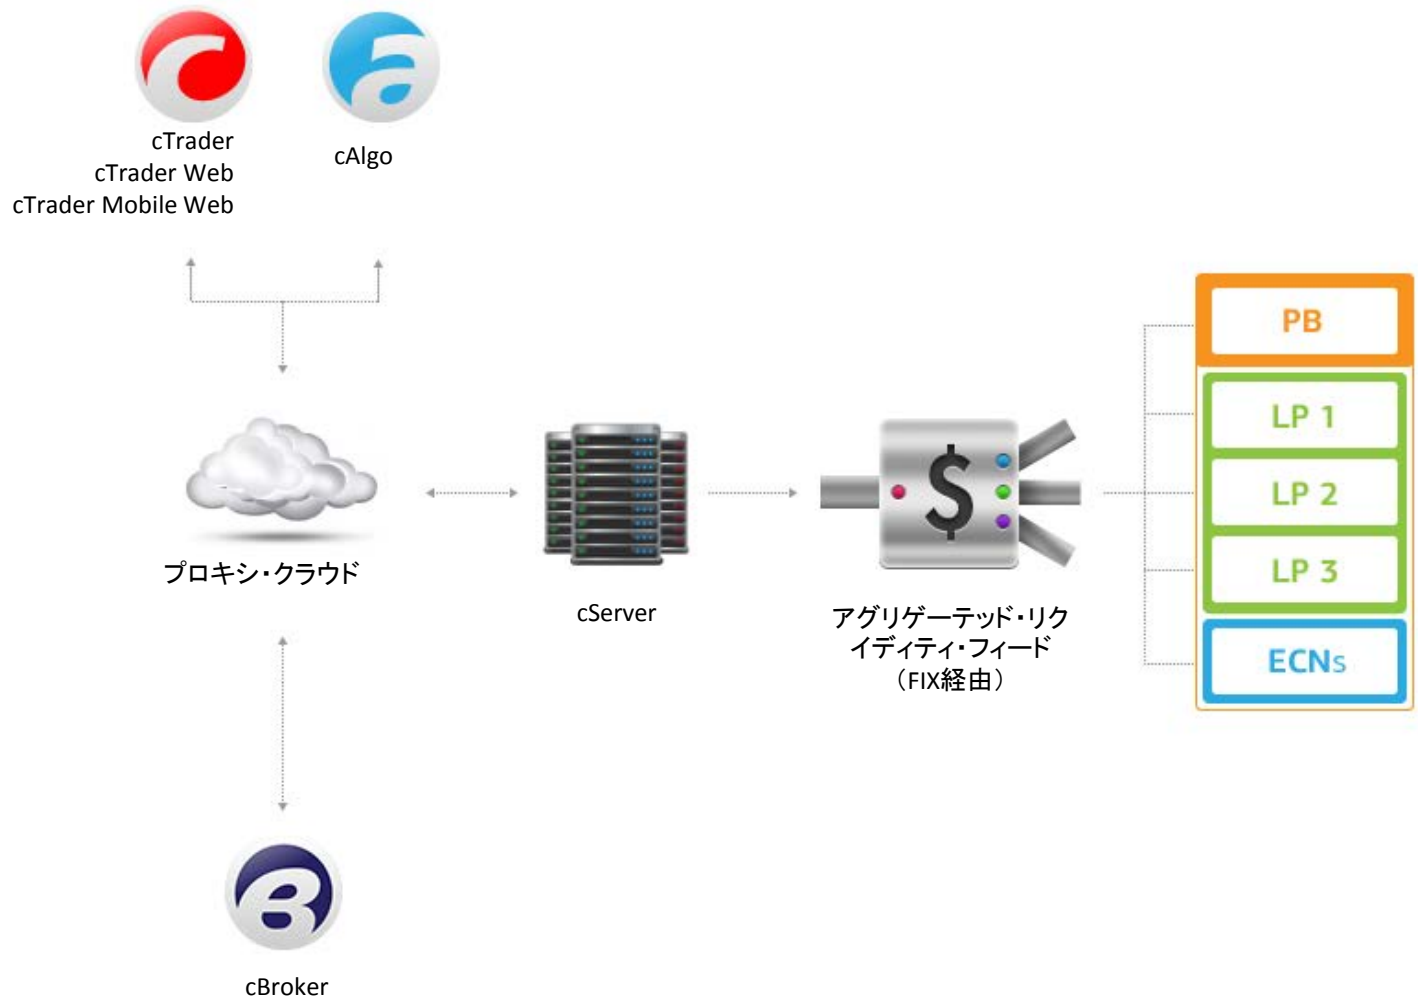 cTrader
cTrader Web
cTrader Mobile Web
cAlgo
プロキシ・クラウド
cServer
アグリゲーテッド・リク
イディティ・フィード
（FIX経由）
PB
LP 1
LP 2
LP 3
ECNs
cBroker